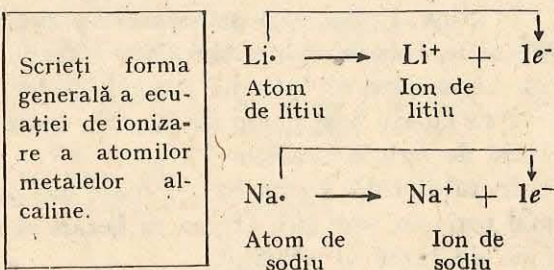 Scrieți forma
generală a ecu-
ației de ioniza-
re a atomilor
metalelor al-
caline.
Li· ⟶ Li⁺ + 1e⁻
Atom de litiu    Ion de litiu
Na· ⟶ Na⁺ + 1e⁻
Atom de sodiu    Ion de sodiu